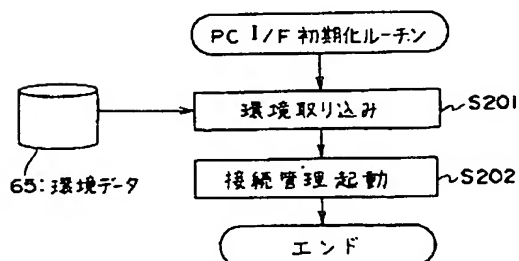 PC I/F 初期化ルーチン
環境取り込み
S201
65:環境データ
接続管理起動
S202
エンド